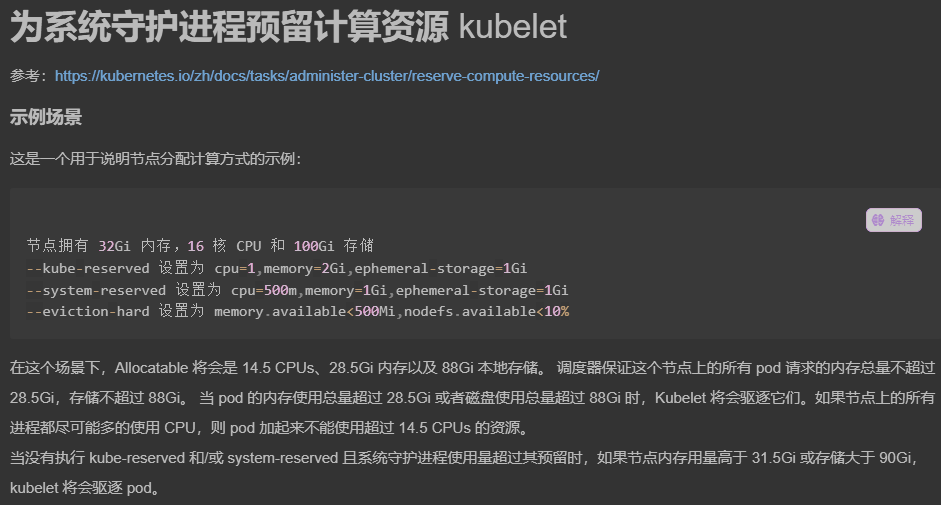 为系统守护进程预留计算资源 kubelet
参考：https://kubernetes.io/zh/docs/tasks/administer-cluster/reserve-compute-resources/
示例场景
这是一个用于说明节点分配计算方式的示例：
解释
节点拥有 32Gi 内存，16 核 CPU 和 100Gi 存储
--kube-reserved 设置为 cpu=1,memory=2Gi,ephemeral-storage=1Gi
--system-reserved 设置为 cpu=500m,memory=1Gi,ephemeral-storage=1Gi
--eviction-hard 设置为 memory.available<500Mi,nodefs.available<10%
在这个场景下，Allocatable 将会是 14.5 CPUs、28.5Gi 内存以及 88Gi 本地存储。 调度器保证这个节点上的所有 pod 请求的内存总量不超过
28.5Gi，存储不超过 88Gi。 当 pod 的内存使用总量超过 28.5Gi 或者磁盘使用总量超过 88Gi 时，Kubelet 将会驱逐它们。如果节点上的所有
进程都尽可能多的使用 CPU，则 pod 加起来不能使用超过 14.5 CPUs 的资源。
当没有执行 kube-reserved 和/或 system-reserved 且系统守护进程使用量超过其预留时，如果节点内存用量高于 31.5Gi 或存储大于 90Gi，
kubelet 将会驱逐 pod。